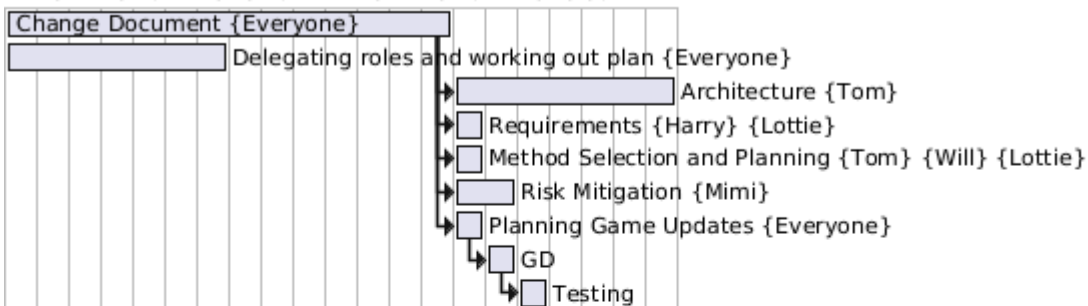 Change Document {Everyone}
Delegating roles and working out plan {Everyone}
Architecture {Tom}
Requirements {Harry} {Lottie}
Method Selection and Planning {Tom} {Will} {Lottie}
Risk Mitigation {Mimi}
Planning Game Updates {Everyone}
GD
Testing